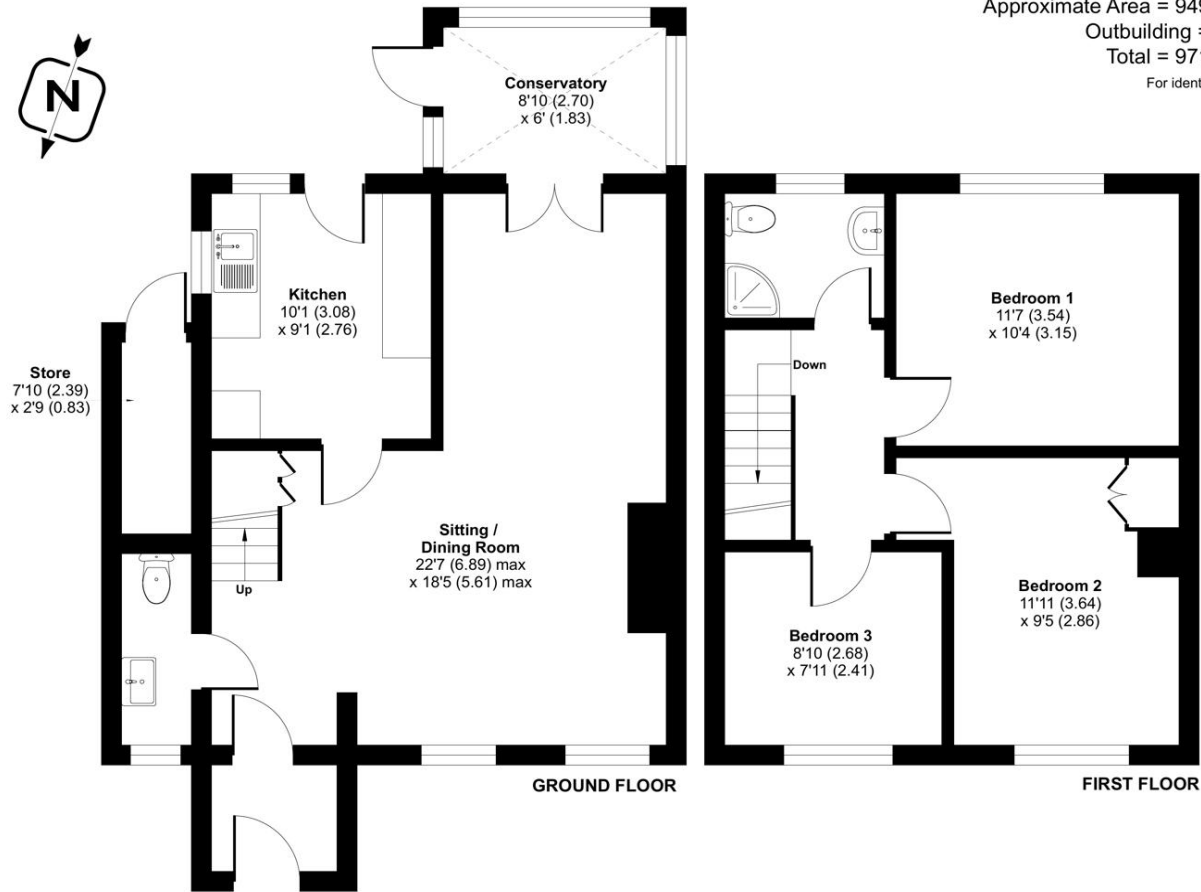 Approximate Area = 949
Outbuilding =
Total = 971
For ident
N
Conservatory
8'10 (2.70)
x 6' (1.83)
Kitchen
10'1 (3.08)
x 9'1 (2.76)
Store
7'10 (2.39)
x 2'9 (0.83)
Sitting /
Dining Room
22'7 (6.89) max
x 18'5 (5.61) max
Up
GROUND FLOOR
Bedroom 1
11'7 (3.54)
x 10'4 (3.15)
Down
Bedroom 2
11'11 (3.64)
x 9'5 (2.86)
Bedroom 3
8'10 (2.68)
x 7'11 (2.41)
FIRST FLOOR